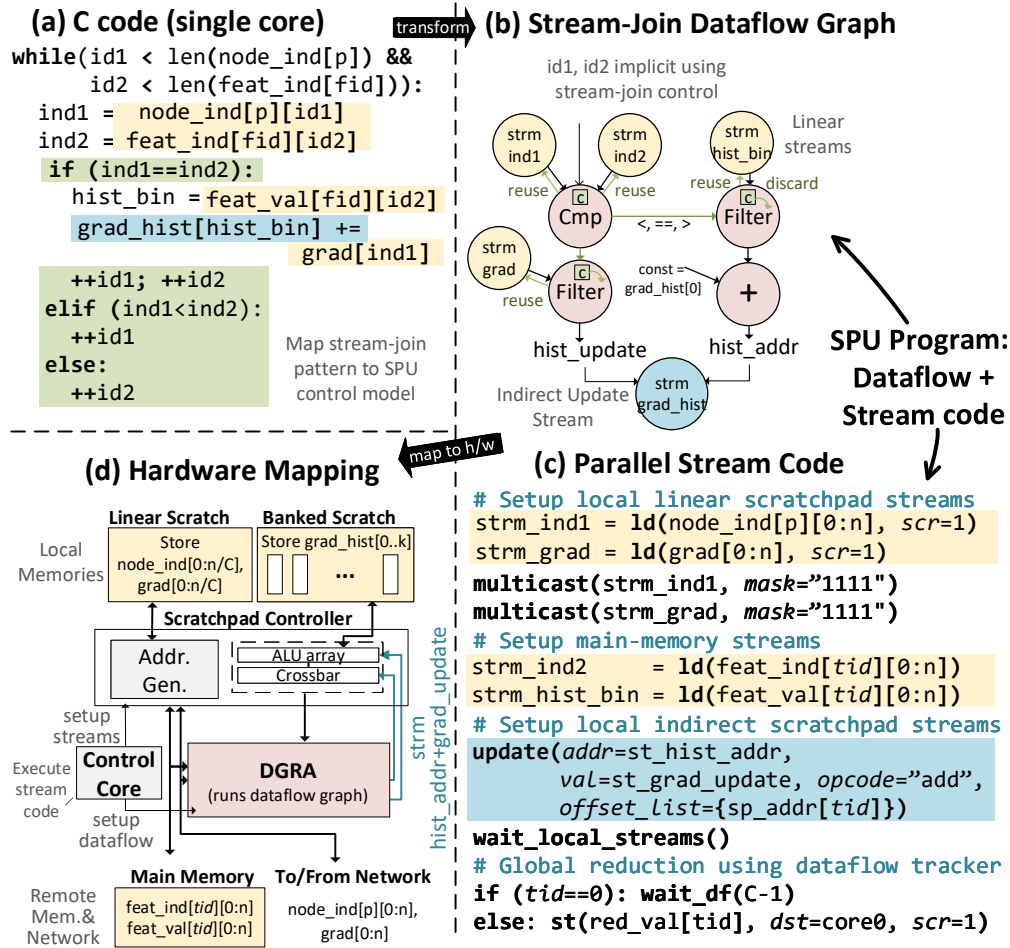 (a) C code (single core)
while(id1 < len(node_ind[p]) &&
id2 < len(feat_ind[fid])):
ind1 = node_ind[p][id1]
ind2 = feat_ind[fid][id2]
if (ind1==ind2):
hist_bin = feat_val[fid][id2]
grad_hist[hist_bin] +=
grad[ind1]
++id1; ++id2
elif (ind1<ind2):
++id1
else:
++id2
Map stream-join
pattern to SPU
control model
transform
(b) Stream-Join Dataflow Graph
id1, id2 implicit using
stream-join control
strm
ind1
strm
ind2
strm
hist_bin
Linear
streams
reuse
reuse
reuse
discard
c
Cmp
<, ==, >
c
Filter
strm
grad
reuse
c
Filter
const =
grad_hist[0]
+
hist_update
hist_addr
Indirect Update
Stream
strm
grad_hist
SPU Program:
Dataflow +
Stream code
map to h/w
(c) Parallel Stream Code
# Setup local linear scratchpad streams
strm_ind1 = ld(node_ind[p][0:n], scr=1)
strm_grad = ld(grad[0:n], scr=1)
multicast(strm_ind1, mask=”1111")
multicast(strm_grad, mask=”1111")
# Setup main-memory streams
strm_ind2 = ld(feat_ind[tid][0:n])
strm_hist_bin = ld(feat_val[tid][0:n])
# Setup local indirect scratchpad streams
update(addr=st_hist_addr,
val=st_grad_update, opcode=”add”,
offset_list={sp_addr[tid]})
wait_local_streams()
# Global reduction using dataflow tracker
if (tid==0): wait_df(C-1)
else: st(red_val[tid], dst=core0, scr=1)
(d) Hardware Mapping
Linear Scratch
Banked Scratch
Local
Memories
Store
node_ind[0:n/C],
grad[0:n/C]
Store grad_hist[0..k]
...
Scratchpad Controller
Addr.
Gen.
ALU array
Crossbar
setup
streams
Execute
stream
code
Control
Core
setup
dataflow
DGRA
(runs dataflow graph)
strm
hist_addr+grad_update
Remote
Mem.&
Network
Main Memory
feat_ind[tid][0:n]
feat_val[tid][0:n]
To/From Network
node_ind[p][0:n],
grad[0:n]